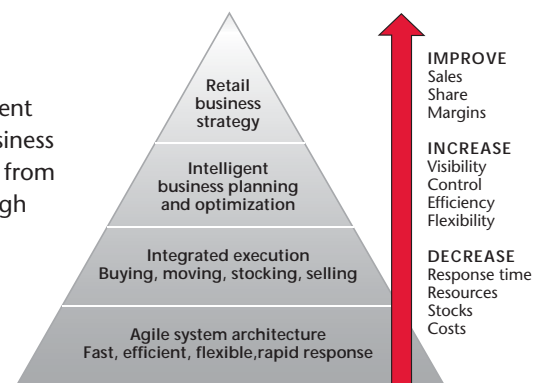 ent
siness
from
gh
Retail
business
strategy
Intelligent
business planning
and optimization
Integrated execution
Buying, moving, stocking, selling
Agile system architecture
Fast, efficient, flexible,rapid response
IMPROVE
Sales
Share
Margins
INCREASE
Visibility
Control
Efficiency
Flexibility
DECREASE
Response time
Resources
Stocks
Costs